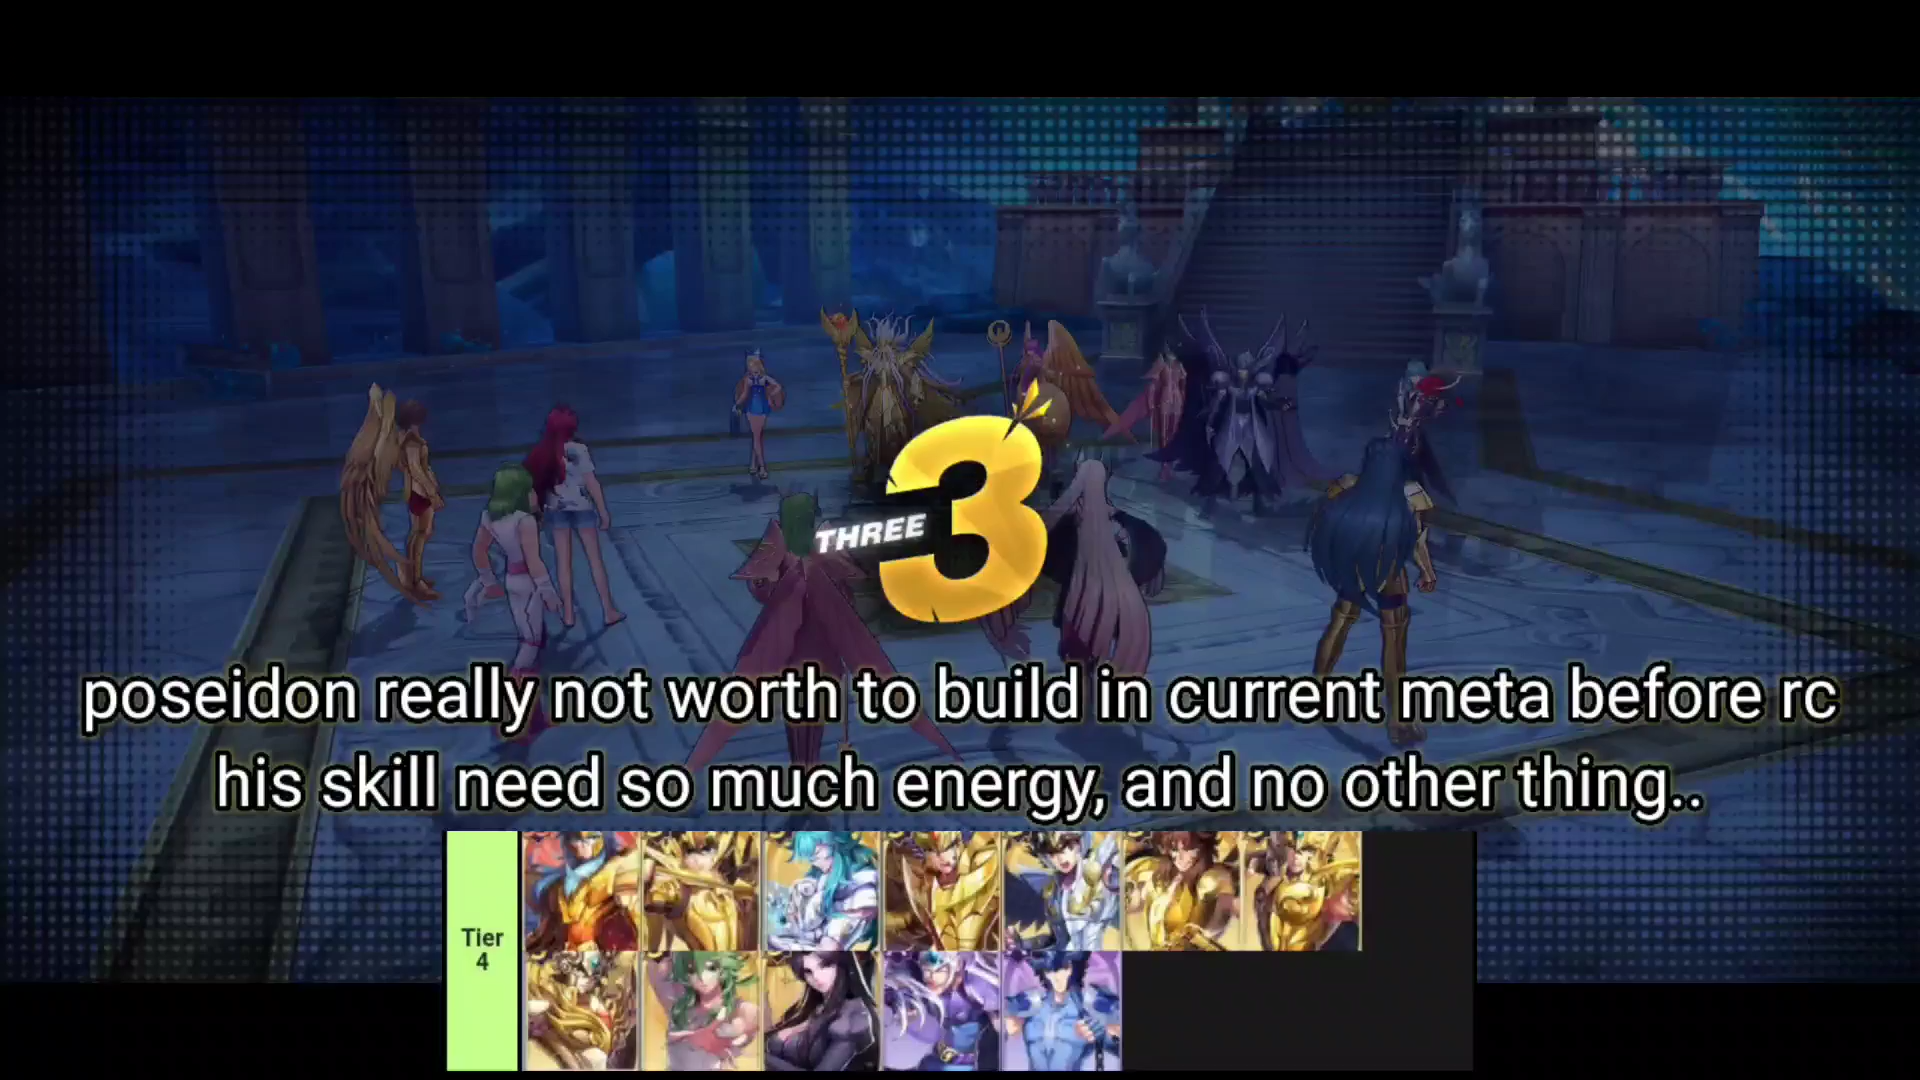 THREE
3
poseidon really not worth to build in current meta before rc
his skill need so much energy, and no other thing..
Tier
4